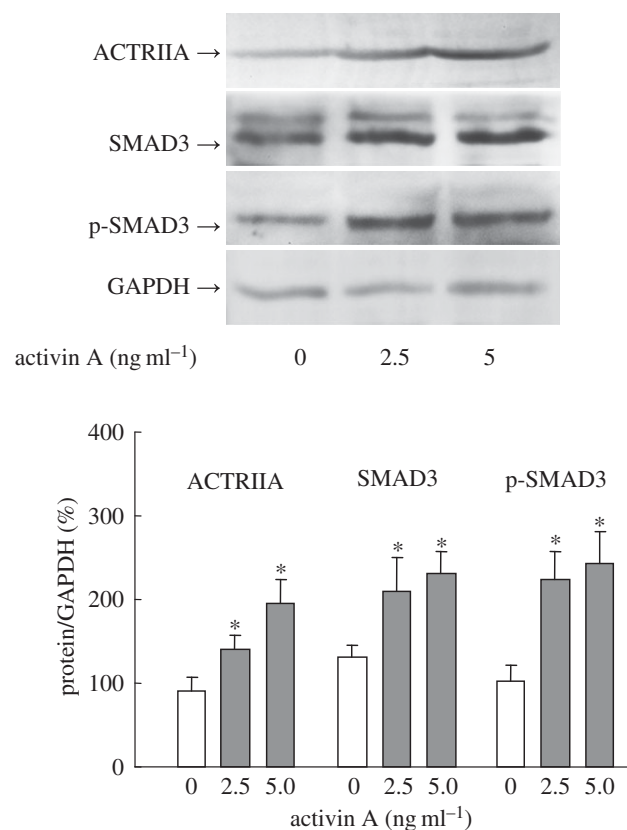 ACTRIIA →
SMAD3 →
p-SMAD3 →
GAPDH →
activin A (ng ml⁻¹) 0 2.5 5
400
300
200
100
0
protein/GAPDH (%)
ACTRIIA SMAD3 p-SMAD3
* * * * * *
0 2.5 5.0 0 2.5 5.0 0 2.5 5.0
activin A (ng ml⁻¹)